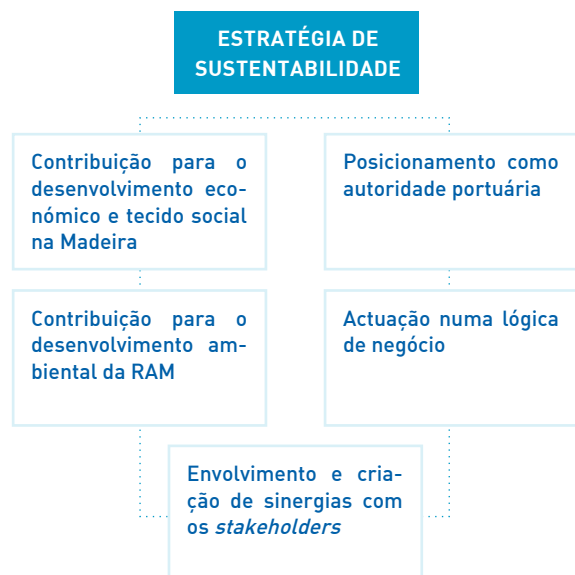 ESTRATÉGIA DE
SUSTENTABILIDADE
Contribuição para o
desenvolvimento eco-
nómico e tecido social
na Madeira
Posicionamento como
autoridade portuária
Contribuição para o
desenvolvimento am-
biental da RAM
Actuação numa lógica
de negócio
Envolvimento e cria-
ção de sinergias com
os stakeholders